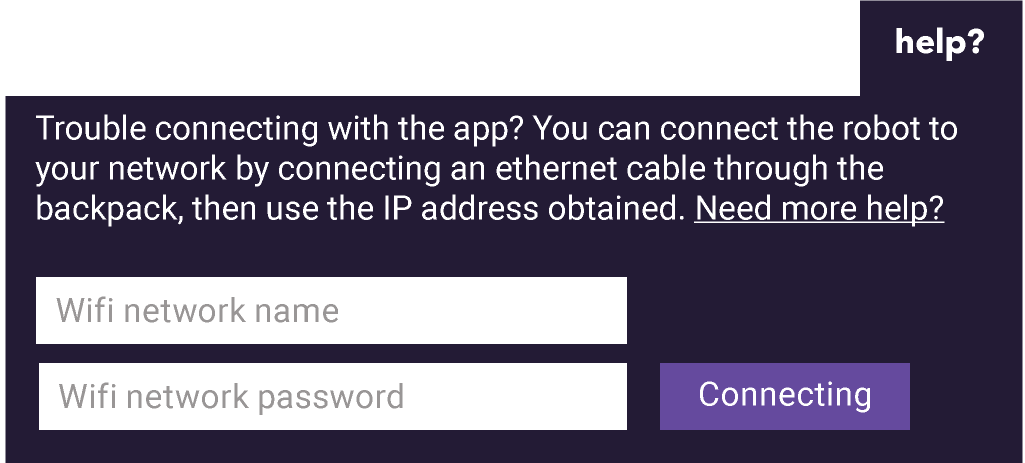 help?
Trouble connecting with the app? You can connect the robot to
your network by connecting an ethernet cable through the
backpack, then use the IP address obtained. Need more help?
Wifi network name
Wifi network password
Connecting